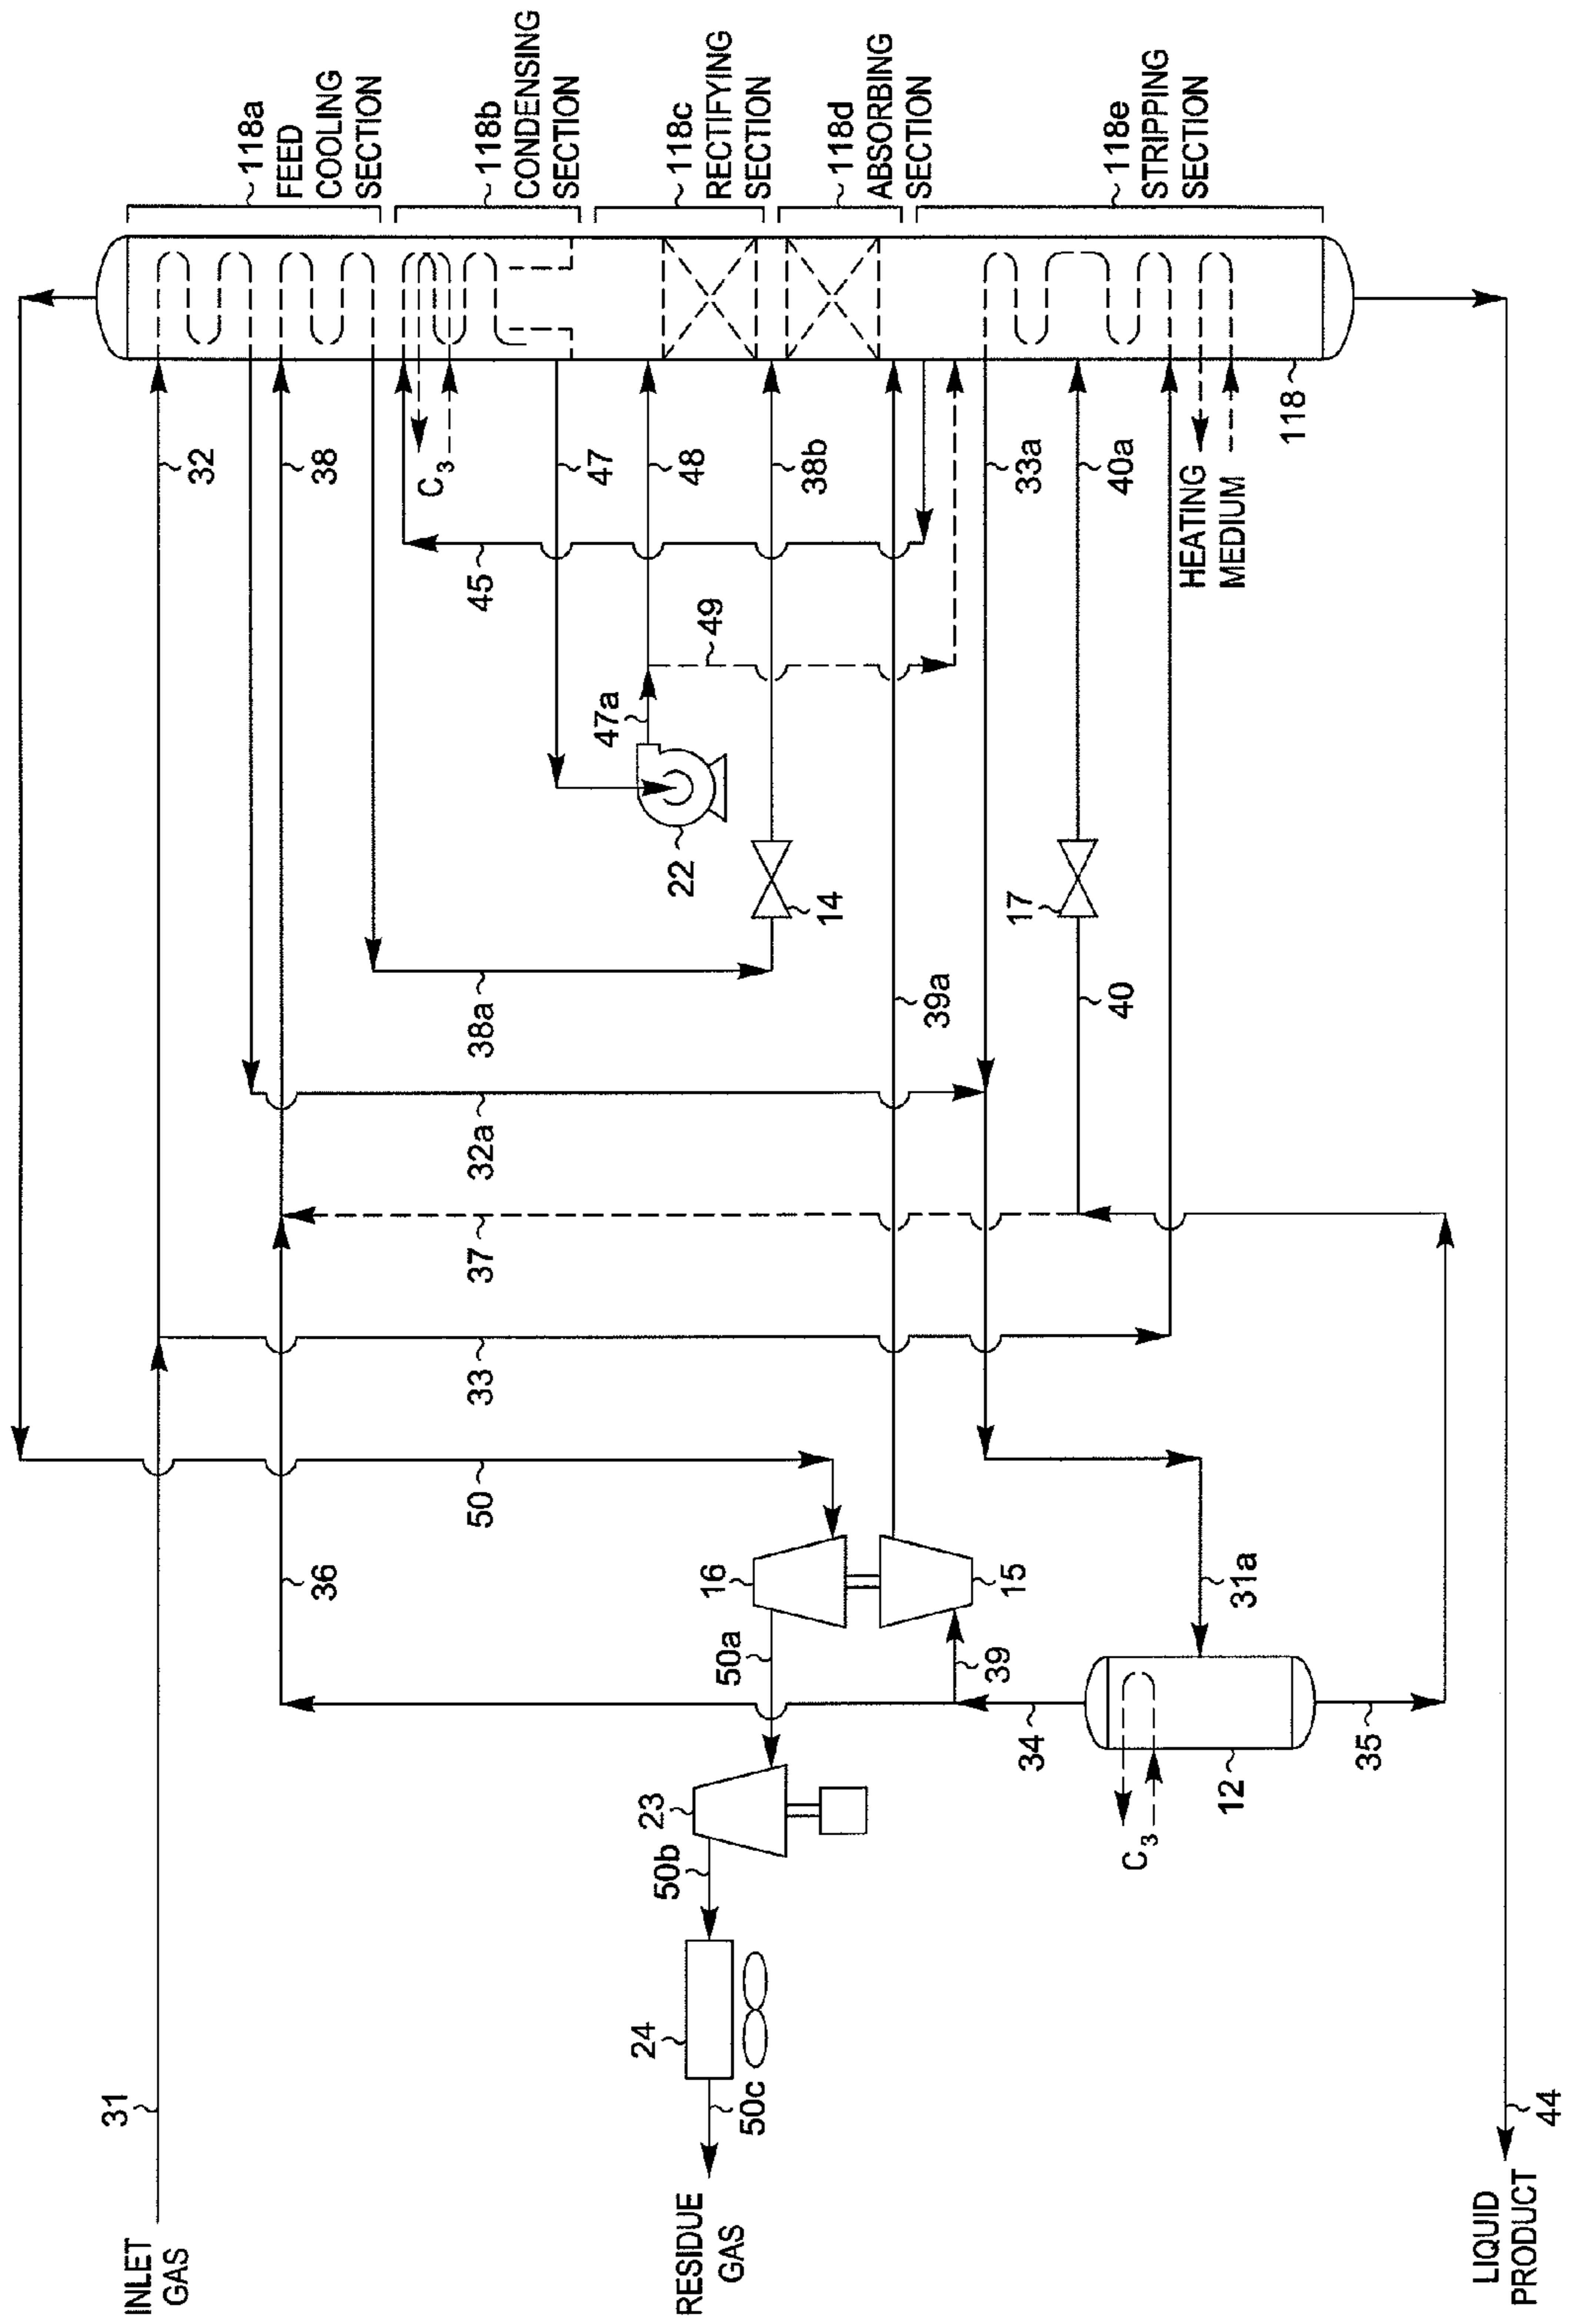 118a
FEED
COOLING
SECTION
118b
CONDENSING
SECTION
118c
RECTIFYING
SECTION
118d
ABSORBING
SECTION
118e
STRIPPING
SECTION
32
38
C3
47
48
38b
33a
40a
HEATING
MEDIUM
118
45
49
47a
22
14
17
38a
39a
40
32a
37
33
50
36
16
15
31a
50a
39
34
35
12
C3
23
50b
24
50c
31
44
INLET
GAS
RESIDUE
GAS
LIQUID
PRODUCT